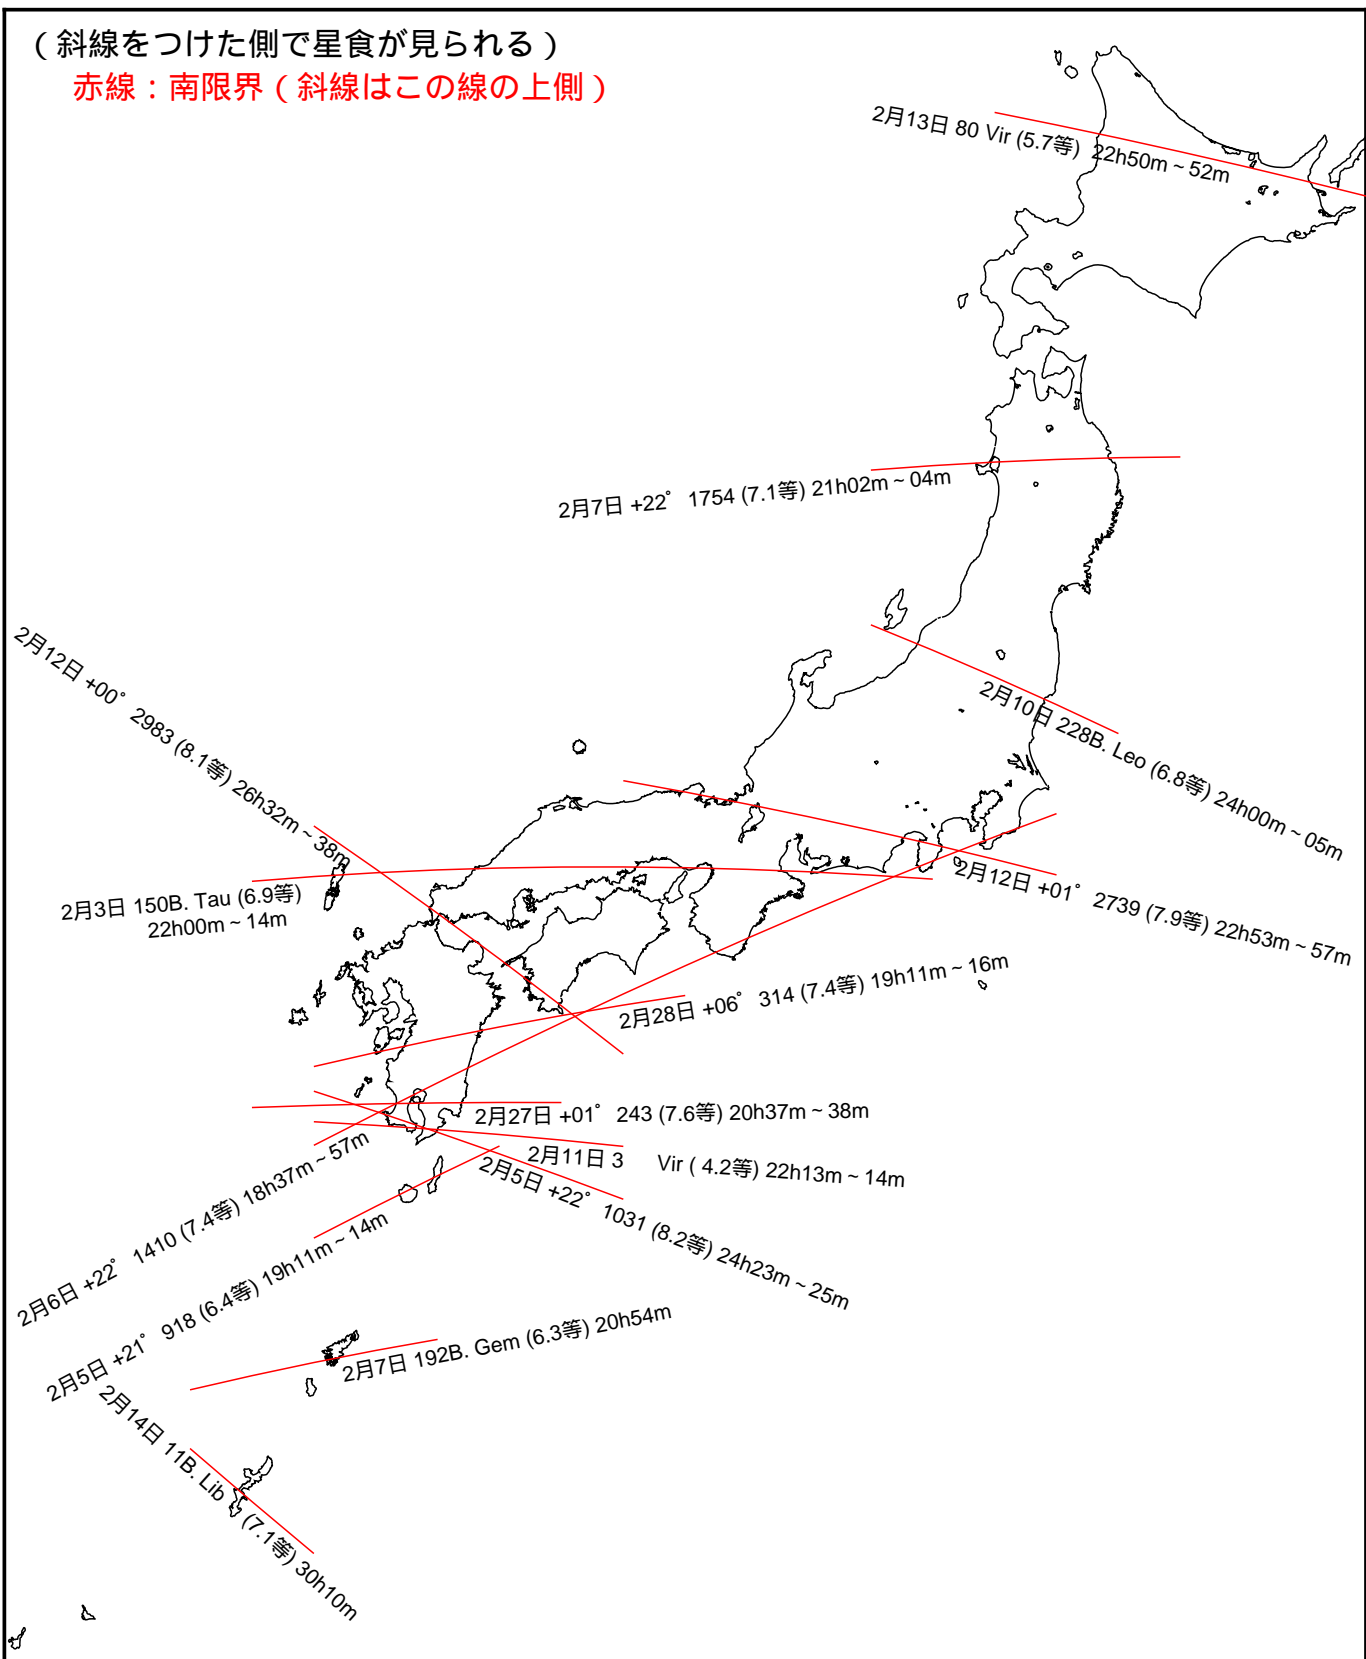 (斜線をつけた側で星食が見られる)
赤線:南限界(斜線はこの線の上側)
2月13日 80 Vir (5.7等) 22h50m ~ 52m
2月7日 +22° 1754 (7.1等) 21h02m ~ 04m
2月12日 +00° 2983 (8.1等) 26h32m ~ 38m
2月10日 228B. Leo (6.8等) 24h00m ~ 05m
2月3日 150B. Tau (6.9等)
22h00m ~ 14m
2月12日 +01° 2739 (7.9等) 22h53m ~ 57m
2月28日 +06° 314 (7.4等) 19h11m ~ 16m
2月27日 +01° 243 (7.6等) 20h37m ~ 38m
2月11日 3 Vir ( 4.2等) 22h13m ~ 14m
2月5日 +22° 1031 (8.2等) 24h23m ~ 25m
2月6日 +22° 1410 (7.4等) 18h37m ~ 57m
2月5日 +21° 918 (6.4等) 19h11m ~ 14m
2月7日 192B. Gem (6.3等) 20h54m
2月14日 11B. Lib (7.1等) 30h10m